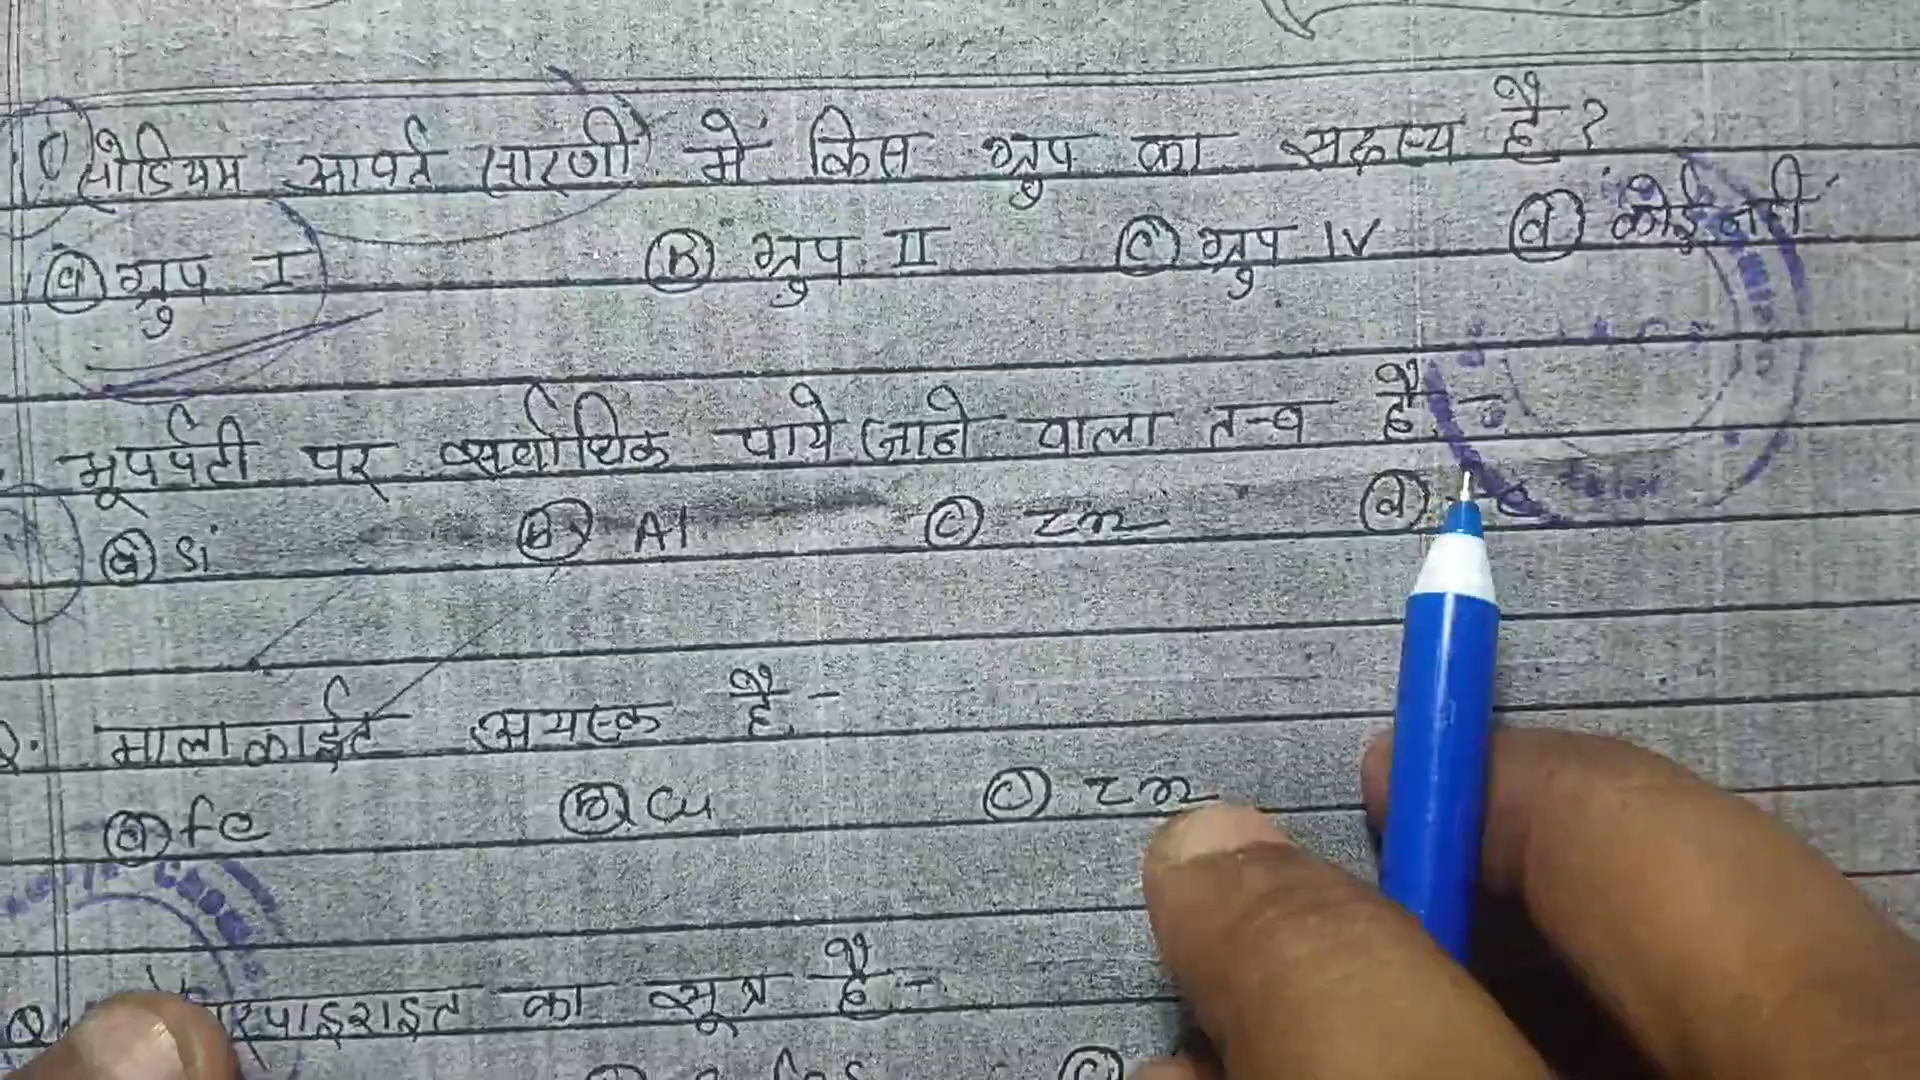 Q सोडियम आवर्त सारणी में किस ग्रुप का सदस्य है ?
(a) ग्रुप I (B) ग्रुप II (C) ग्रुप IV (d) कोई नही
भूपर्पटी पर सर्वाधिक पाये जाने वाला तत्व है -
(a) Si (B) Al (C) Zn (d)
Q. मालाकाईट अयस्क है -
(a) fe (B) Cu (C) Zn
Q. का सूत्र है -